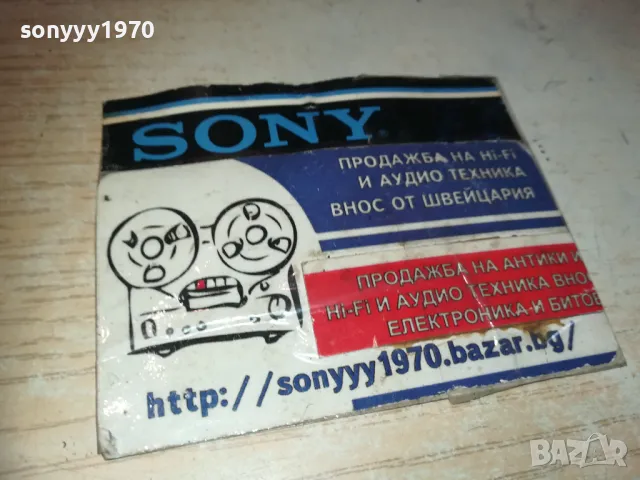 sonyyy1970
SONY
ПРОДАЖБА НА Hi-Fi
И АУДИО ТЕХНИКА
ВНОС ОТ ШВЕЙЦАРИЯ
ПРОДАЖБА НА АНТИКИ И
Hi-Fi И АУДИО ТЕХНИКА ВНО
ЕЛЕКТРОНИКА И БИТОВ
http://sonyyy1970.bazar.bg/
BAZAR